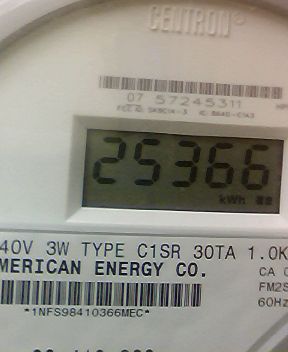 CENTRON®
07 57245311
25366
kWh
40V 3W TYPE C1SR 30TA 1.0K
MERICAN ENERGY CO.
CA 0
FM2S
60Hz
*1NFS98410366MEC*